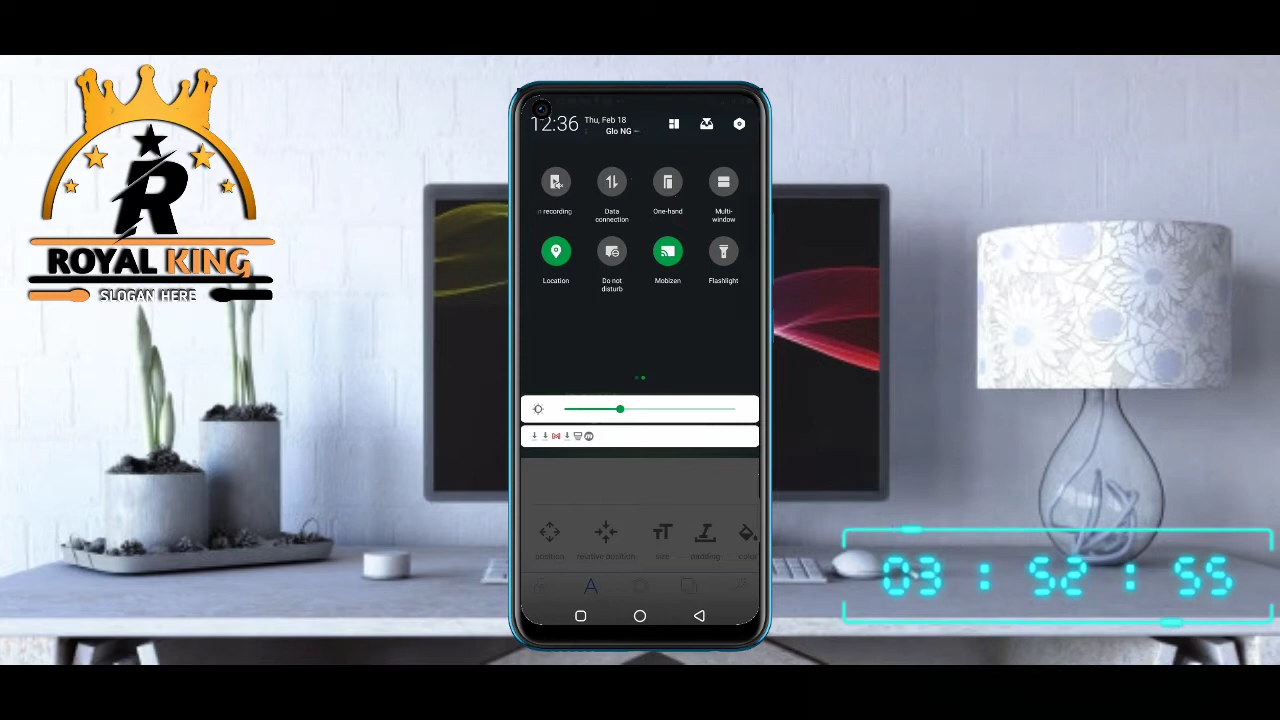 ROYAL KING
SLOGAN HERE
12:36
Thu, Feb 18
Glo NG
n recording
Data
connection
One-hand
Multi-
window
Location
Do not
disturb
Mobizen
Flashlight
position
relative position
size
padding
color
03 : 52 : 55